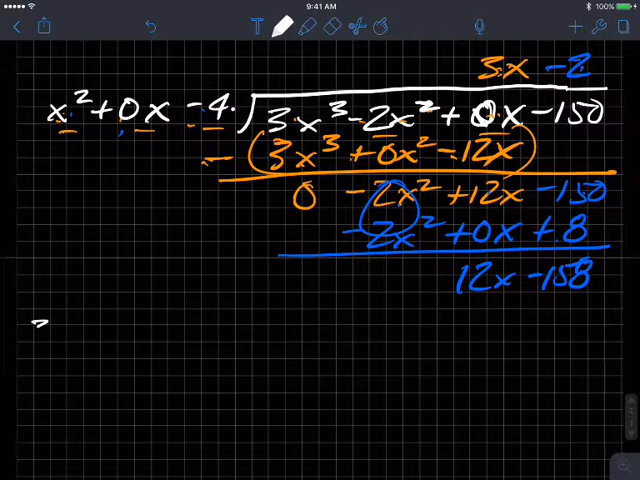 9:41 AM
100%
T
3x -2
x² + 0x - 4 3x³ - 2x² + 0x - 150
- (3x³ + 0x² - 12x)
0 - 2x² + 12x - 150
- 2x² + 0x + 8
12x - 158